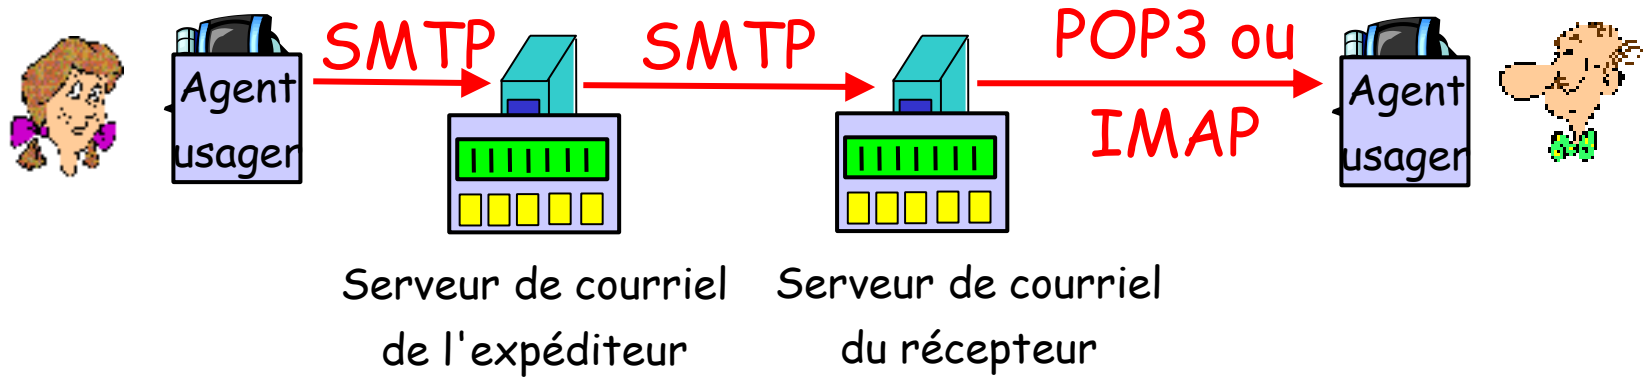 Agent
usager
SMTP
SMTP
POP3 ou
IMAP
Agent
usager
Serveur de courriel
de l'expéditeur
Serveur de courriel
du récepteur